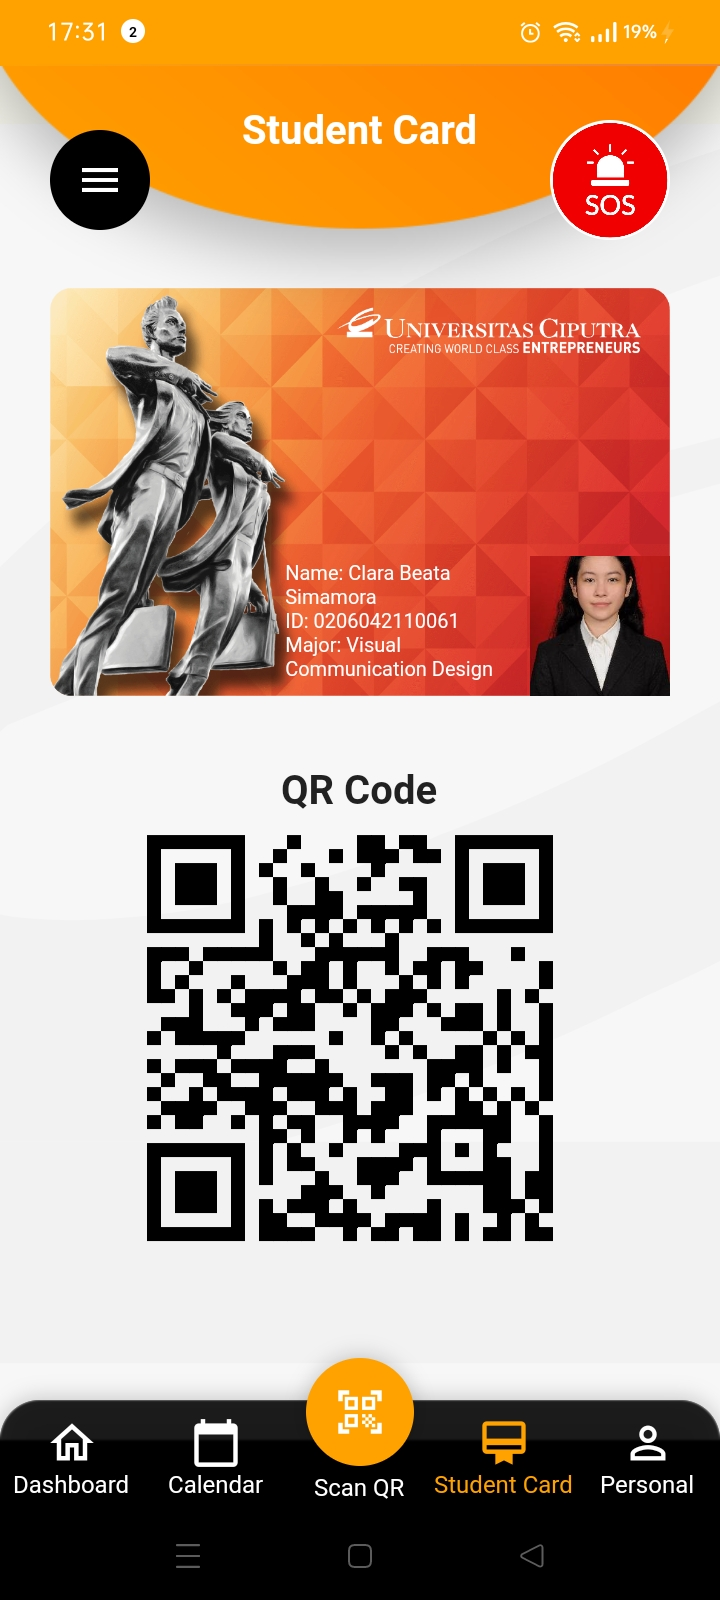 17:31 2 19%
Student Card
SOS
UNIVERSITAS CIPUTRA
CREATING WORLD CLASS ENTREPRENEURS
Name: Clara Beata
Simamora
ID: 0206042110061
Major: Visual
Communication Design
QR Code
Dashboard Calendar Scan QR Student Card Personal